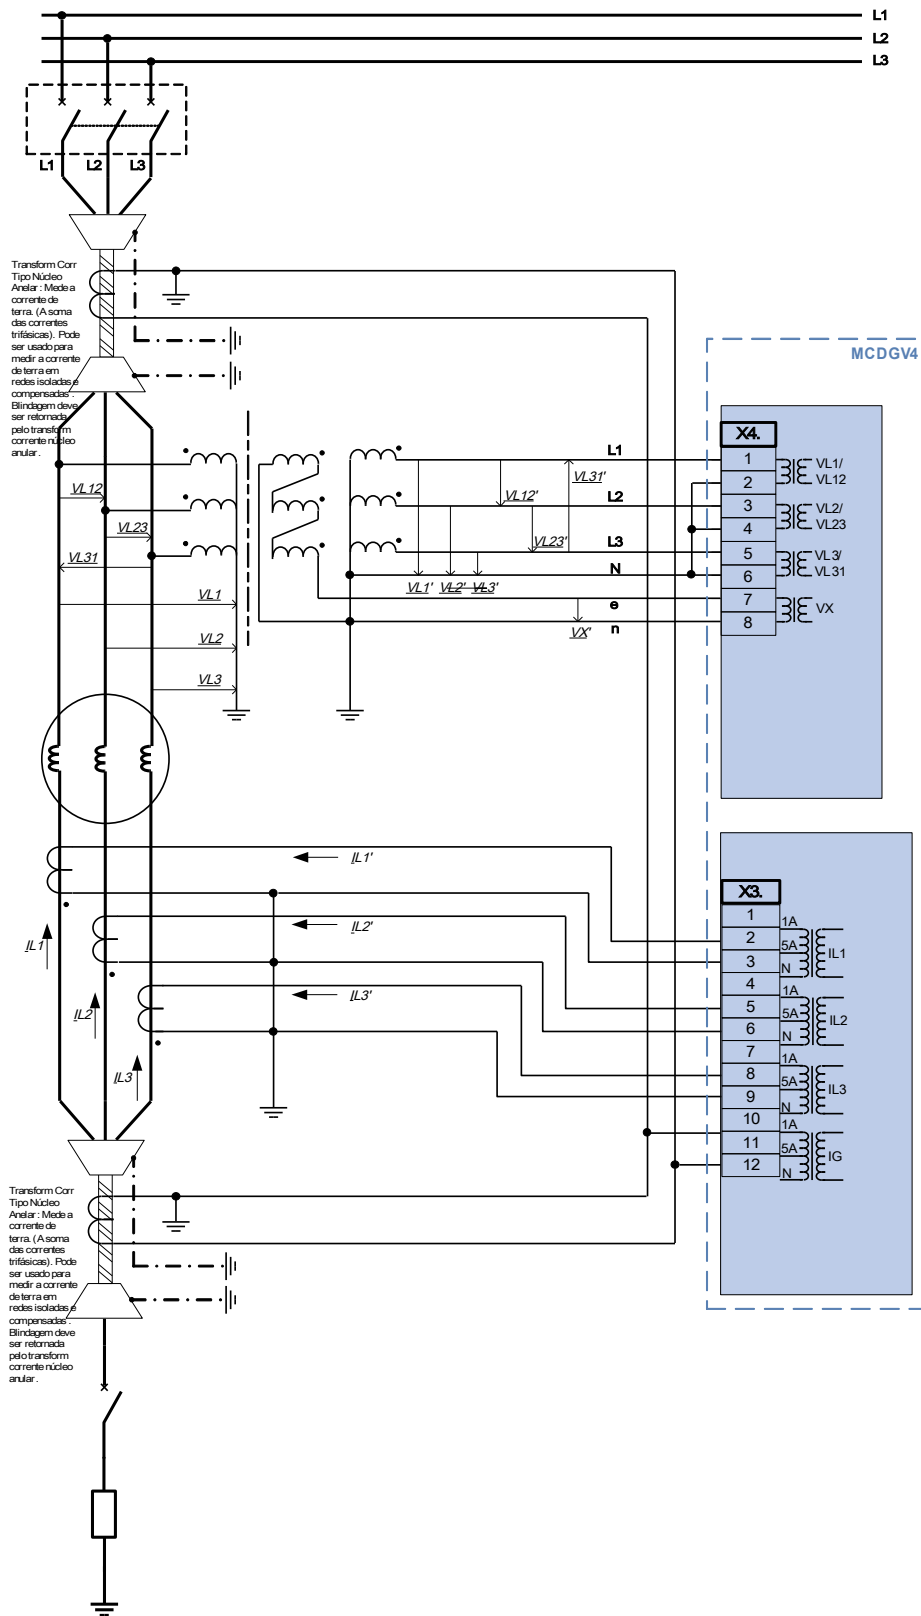 L1
L2
L3
L1 L2 L3
Transform Corr
Tipo Núcleo
Anelar : Mede a
corrente de
terra. (A soma
das correntes
trifásicas). Pode
ser usado para
medir a corrente
de terra em
redes isoladas e
compensadas .
Blindagem deve
ser retornada
pelo transform
corrente núcleo
anular .
MCDGV4
X4.
1
2
3
4
5
6
7
8
VL1/
VL12
VL2/
VL23
VL3/
VL31
VX
L1
L2
L3
N
e
n
VL31'
VL12'
VL23'
VL1' VL2' VL3'
VX'
VL12
VL23
VL31
VL1
VL2
VL3
IL1'
IL2'
IL3'
IL1
IL2
IL3
X3.
1
2
3
4
5
6
7
8
9
10
11
12
1A
5A
N
IL1
1A
5A
N
IL2
1A
5A
N
IL3
1A
5A
N
IG
Transform Corr
Tipo Núcleo
Anelar : Mede a
corrente de
terra. (A soma
das correntes
trifásicas). Pode
ser usado para
medir a corrente
de terra em
redes isoladas e
compensadas .
Blindagem deve
ser retornada
pelo transform
corrente núcleo
anular .